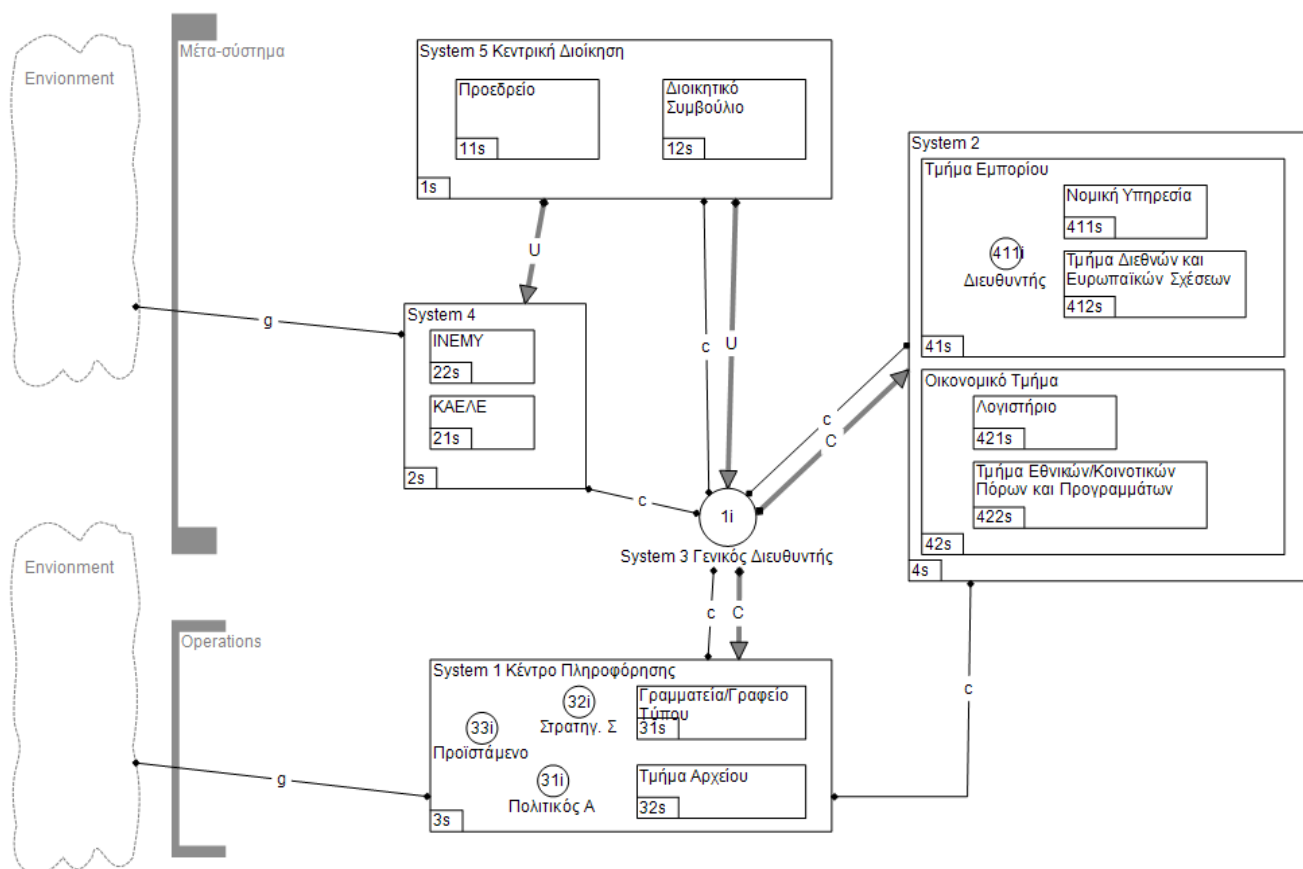 Envionment
Μέτα-σύστημα
System 5 Κεντρική Διοίκηση
Προεδρείο
11s
Διοικητικό
Συμβούλιο
12s
1s
System 2
Τμήμα Εμπορίου
Νομική Υπηρεσία
411s
411i
Διευθυντής
Τμήμα Διεθνών και
Ευρωπαϊκών Σχέσεων
412s
41s
Οικονομικό Τμήμα
Λογιστήριο
421s
Τμήμα Εθνικών/Κοινοτικών
Πόρων και Προγραμμάτων
422s
42s
4s
U
g
System 4
ΙΝΕΜΥ
22s
ΚΑΕΛΕ
21s
2s
c
U
c
C
c
1i
System 3 Γενικός Διευθυντής
Envionment
c
C
Operations
System 1 Κέντρο Πληροφόρησης
32i
Στρατηγ. Σ
33i
Προϊστάμενο
31i
Πολιτικός Α
Γραμματεία/Γραφείο
Τύπου
31s
Τμήμα Αρχείου
32s
3s
c
g